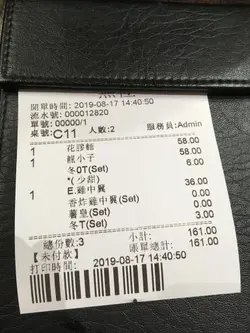 開單時間: 2019-08-17 14:40:50
流水號: 000012820
單號: 00000/1
桌號: C11 人數:2 服務員: Admin
1 花膠麵 58.00
1 龍小子 58.00
冬0T(Set) 6.00
*( 少甜)
1 E.雞中翼 36.00
香炸雞中翼(Set) 0.00
薯皇(Set) 0.00
冬T(Set) 3.00
總份數:3 小計: 161.00
【未付款】 賬單總計: 161.00
打印時間: 2019-08-17 14:40:50